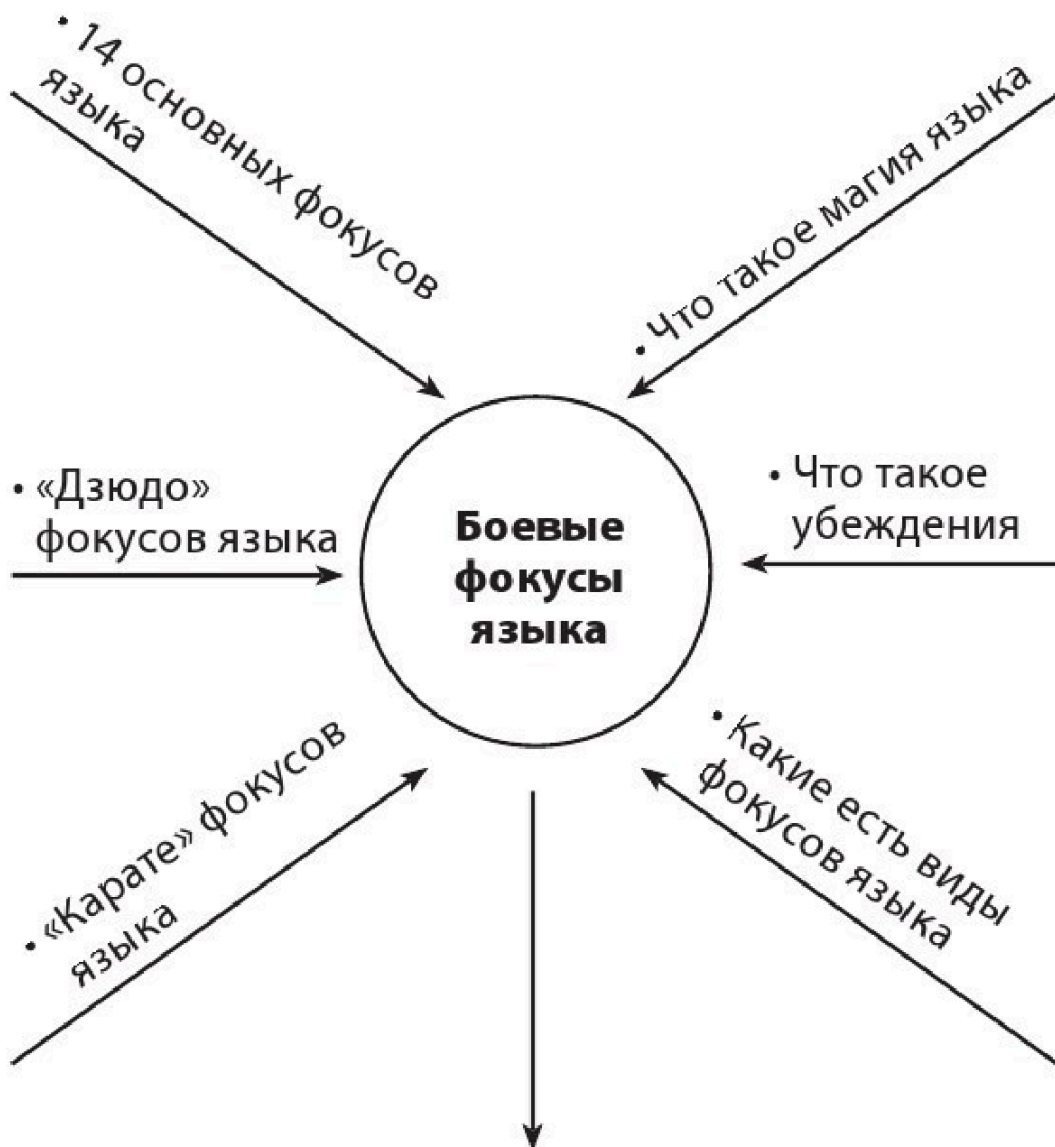 • 14 основных фокусов
языка
• Что такое магия языка
• «Дзюдо»
фокусов языка
• Что такое
убеждения
Боевые
фокусы
языка
• «Карате» фокусов
языка
• Какие есть виды
фокусов языка